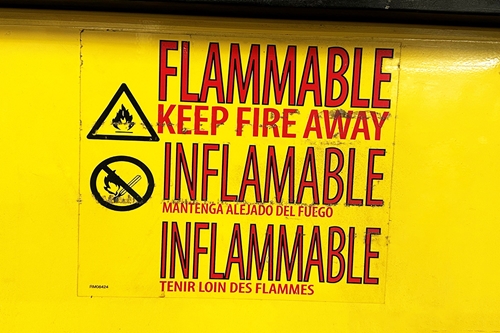 FLAMMABLE
KEEP FIRE AWAY
INFLAMABLE
MANTENGA ALEJADO DEL FUEGO
INFLAMMABLE
TENIR LOIN DES FLAMMES